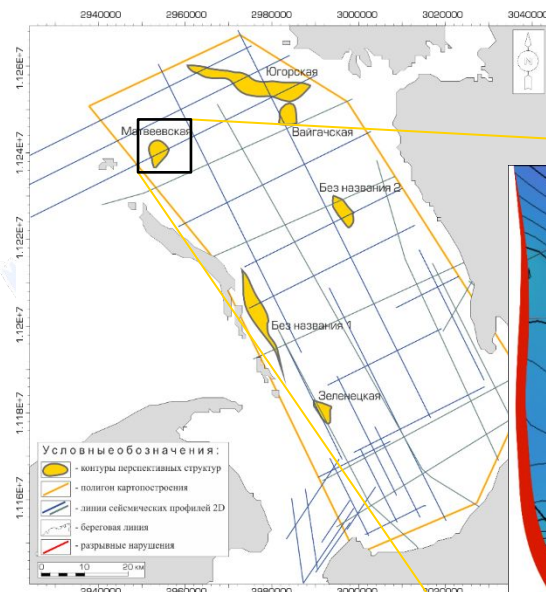 2940000 2960000 2980000 3000000 3020000 3040000
1.126E+7
1.124E+7
1.122E+7
1.12E+7
1.118E+7
1.116E+7
Югорская
Матвеевская
Вайгачская
Без названия 2
Без названия 1
Зеленецкая
Условные обозначения:
- контуры перспективных структур
- полигон картопостроения
- линии сейсмических профилей 2D
- береговая линия
- разрывные нарушения
0 10 20 км
2940000 2960000 2980000 3000000 3020000